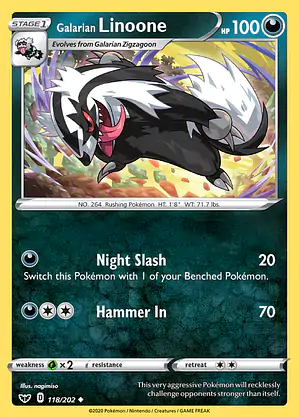 STAGE 1
Galarian Linoone
HP 100
Evolves from Galarian Zigzagoon
NO. 264 Rushing Pokémon HT: 1'8" WT: 71.7 lbs.
Night Slash 20
Switch this Pokémon with 1 of your Benched Pokémon.
Hammer In 70
weakness ×2 resistance retreat
Illus. nagimiso
D 118/202
This very aggressive Pokémon will recklessly
challenge opponents stronger than itself.
©2020 Pokémon / Nintendo / Creatures / GAME FREAK